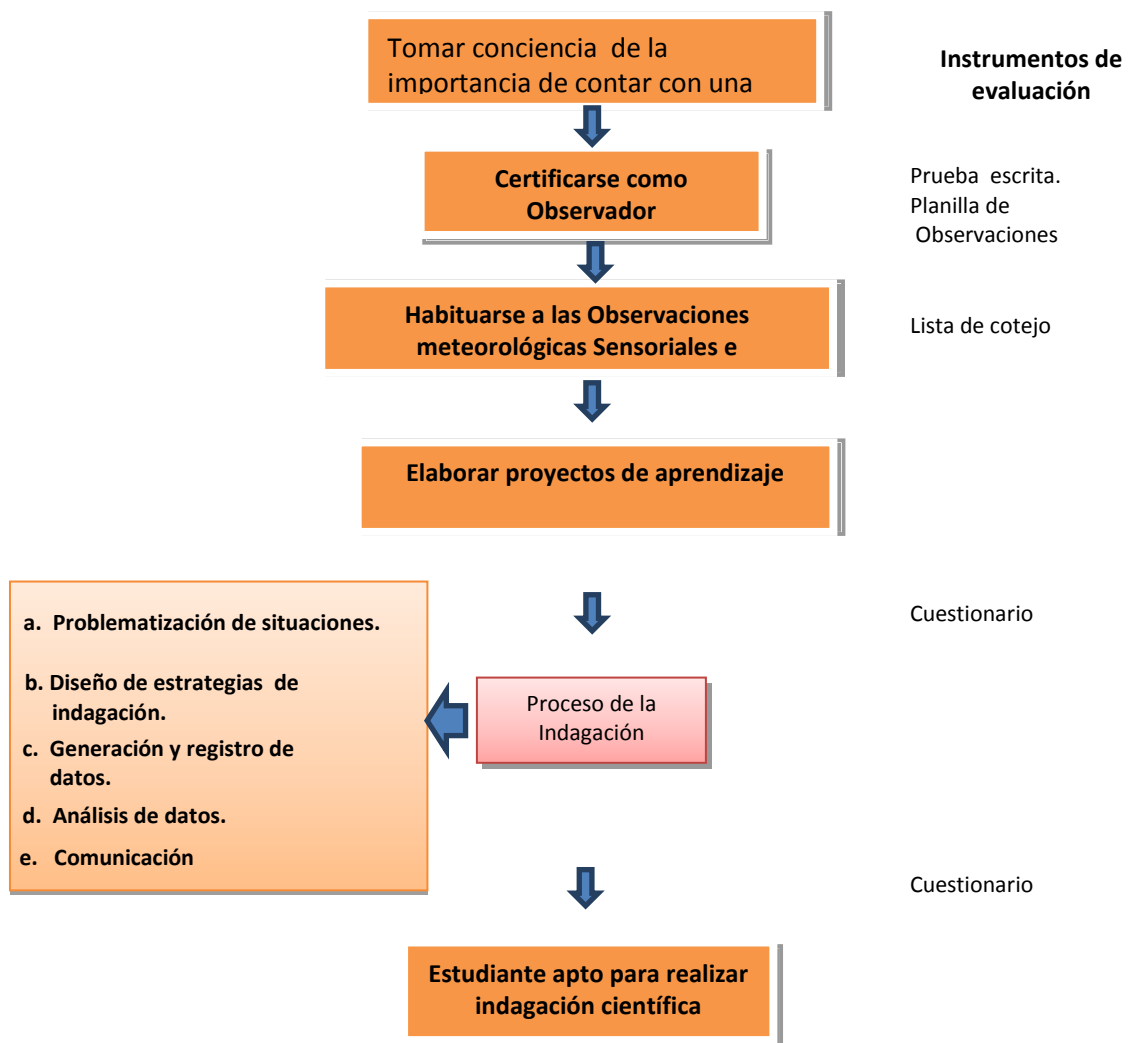 Tomar conciencia de la
importancia de contar con una
Instrumentos de
evaluación
Certificarse como
Observador
Prueba escrita.
Planilla de
Observaciones
Habituarse a las Observaciones
meteorológicas Sensoriales e
Lista de cotejo
Elaborar proyectos de aprendizaje
a. Problematización de situaciones.
b. Diseño de estrategias de
indagación.
c. Generación y registro de
datos.
d. Análisis de datos.
e. Comunicación
Cuestionario
Proceso de la
Indagación
Cuestionario
Estudiante apto para realizar
indagación científica